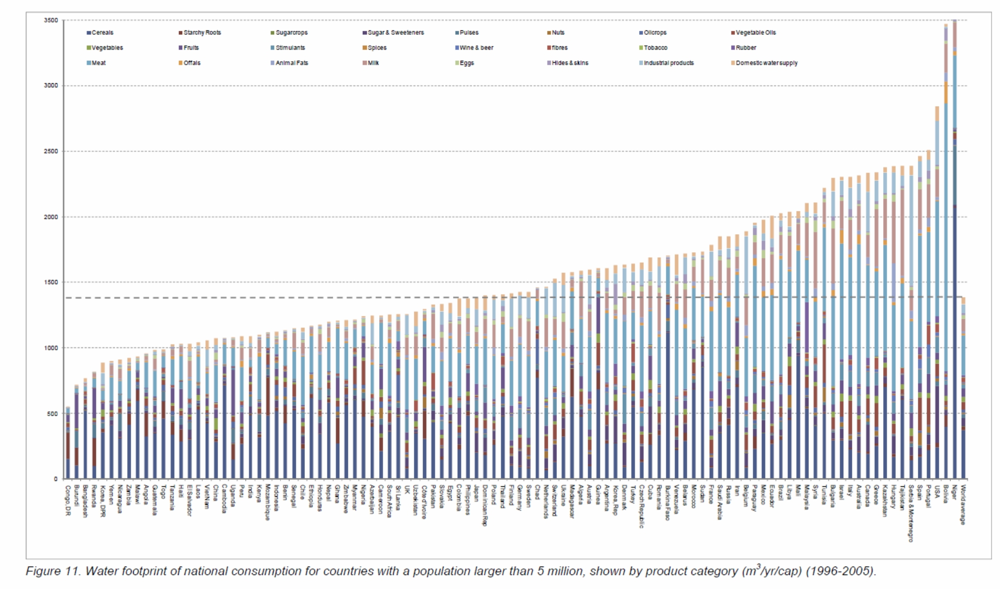 3500
Cereals Starchy Roots Sugarcrops Sugar & Sweeteners Pulses Nuts Oilcrops Vegetable Oils
Vegetables Fruits Stimulants Spices Wine & beer fibres Tobacco Rubber
Meat Offals Animal Fats Milk Eggs Hides & skins Industrial products Domestic water supply
3000
2500
2000
1500
1000
500
0
Congo, DR
Burundi
Bangladesh
Rwanda
Korea, DPR
Yemen
Nicaragua
Zambia
Malawi
Angola
Guatemala
Togo
Tanzania
Haiti
El Salvador
Laos
Viet Nam
China
Cambodia
Uganda
Peru
India
Kenya
Mozambique
Indonesia
Benin
Senegal
Chile
Ethiopia
Honduras
Nepal
Ghana
Zimbabwe
Myanmar
Nigeria
Azerbaijan
Cameroon
South Africa
Sri Lanka
UK
Uzbekistan
Côte d'Ivoire
Pakistan
Slovakia
Egypt
Colombia
Philippines
Japan
Dominican Rep
Poland
Thailand
Finland
Germany
Sweden
Chad
Netherlands
Switzerland
Ukraine
Madagascar
Algeria
Austria
Guinea
Argentina
Korea, Rep
Denmark
Turkey
Czech Republic
Cuba
Romania
Burkina Faso
Venezuela
Belarus
Morocco
Sudan
France
Saudi Arabia
Russia
Iran
Belgium
Paraguay
Mexico
Ecuador
Brazil
Libya
Mali
Malaysia
Syria
Tunisia
Bulgaria
Israel
Italy
Australia
Canada
Greece
Kazakhstan
Hungary
Tajikistan
Serbia & Montenegro
Spain
Portugal
USA
Bolivia
Niger
World average
Figure 11. Water footprint of national consumption for countries with a population larger than 5 million, shown by product category (m³/yr/cap) (1996-2005).